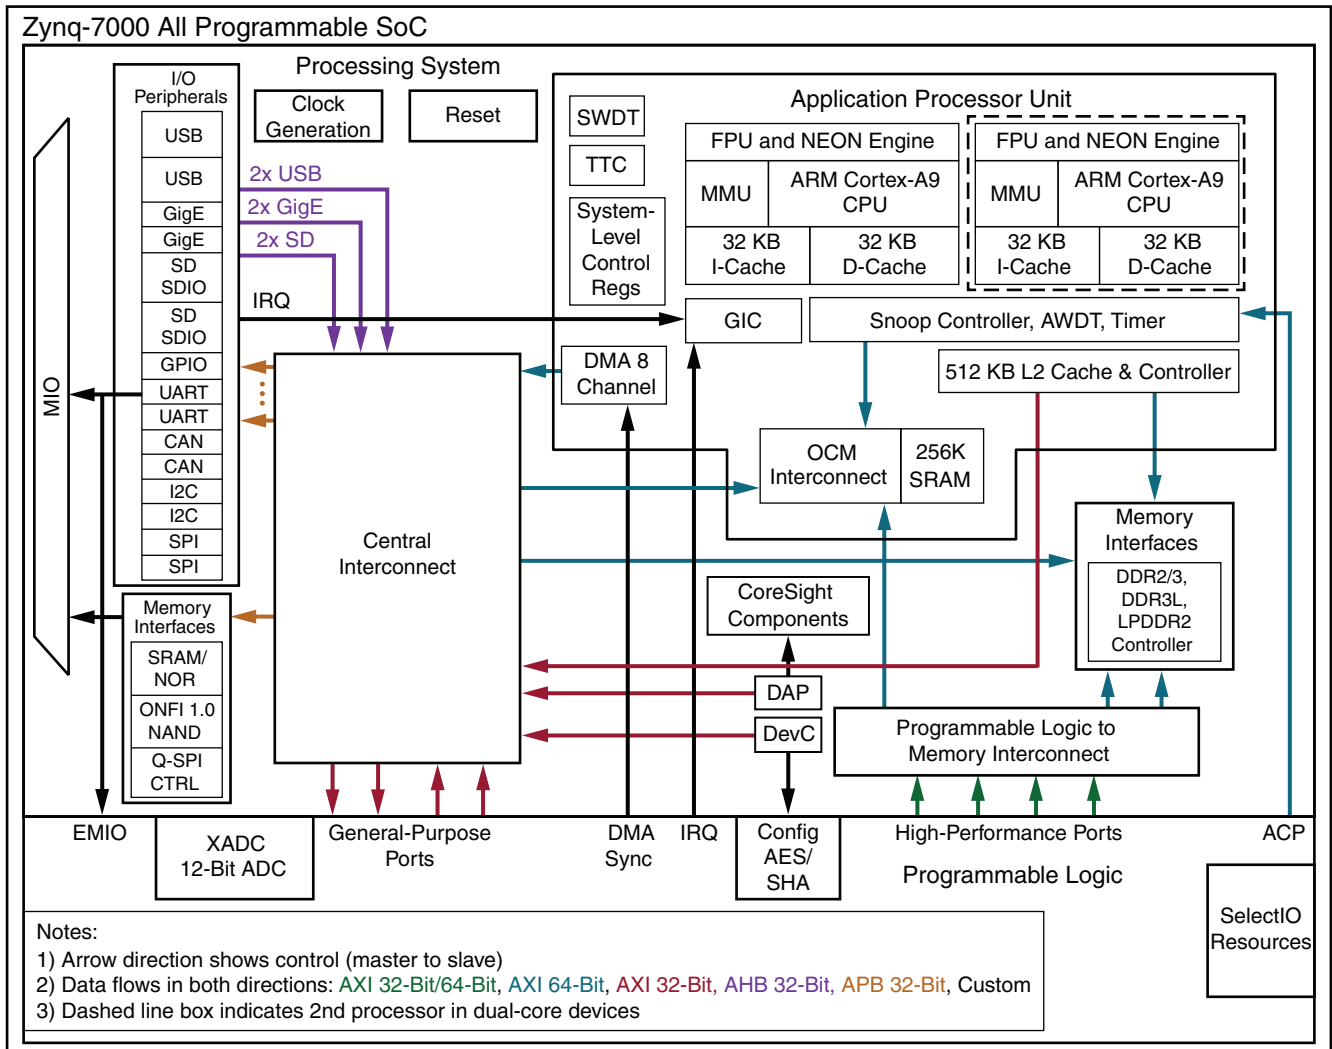 Zynq-7000 All Programmable SoC
Processing System
I/O
Peripherals
USB
USB
GigE
GigE
SD
SDIO
SD
SDIO
GPIO
UART
UART
CAN
CAN
I2C
I2C
SPI
SPI
MIO
Clock
Generation
Reset
2x USB
2x GigE
2x SD
IRQ
Application Processor Unit
SWDT
TTC
System-
Level
Control
Regs
FPU and NEON Engine
MMU
ARM Cortex-A9
CPU
32 KB
I-Cache
32 KB
D-Cache
FPU and NEON Engine
MMU
ARM Cortex-A9
CPU
32 KB
I-Cache
32 KB
D-Cache
GIC
Snoop Controller, AWDT, Timer
DMA 8
Channel
512 KB L2 Cache & Controller
OCM
Interconnect
256K
SRAM
Central
Interconnect
Memory
Interfaces
DDR2/3,
DDR3L,
LPDDR2
Controller
CoreSight
Components
DAP
DevC
Memory
Interfaces
SRAM/
NOR
ONFI 1.0
NAND
Q-SPI
CTRL
Programmable Logic to
Memory Interconnect
EMIO
XADC
12-Bit ADC
General-Purpose
Ports
DMA
Sync
IRQ
Config
AES/
SHA
High-Performance Ports
ACP
Programmable Logic
SelectIO
Resources
Notes:
1) Arrow direction shows control (master to slave)
2) Data flows in both directions: AXI 32-Bit/64-Bit, AXI 64-Bit, AXI 32-Bit, AHB 32-Bit, APB 32-Bit, Custom
3) Dashed line box indicates 2nd processor in dual-core devices